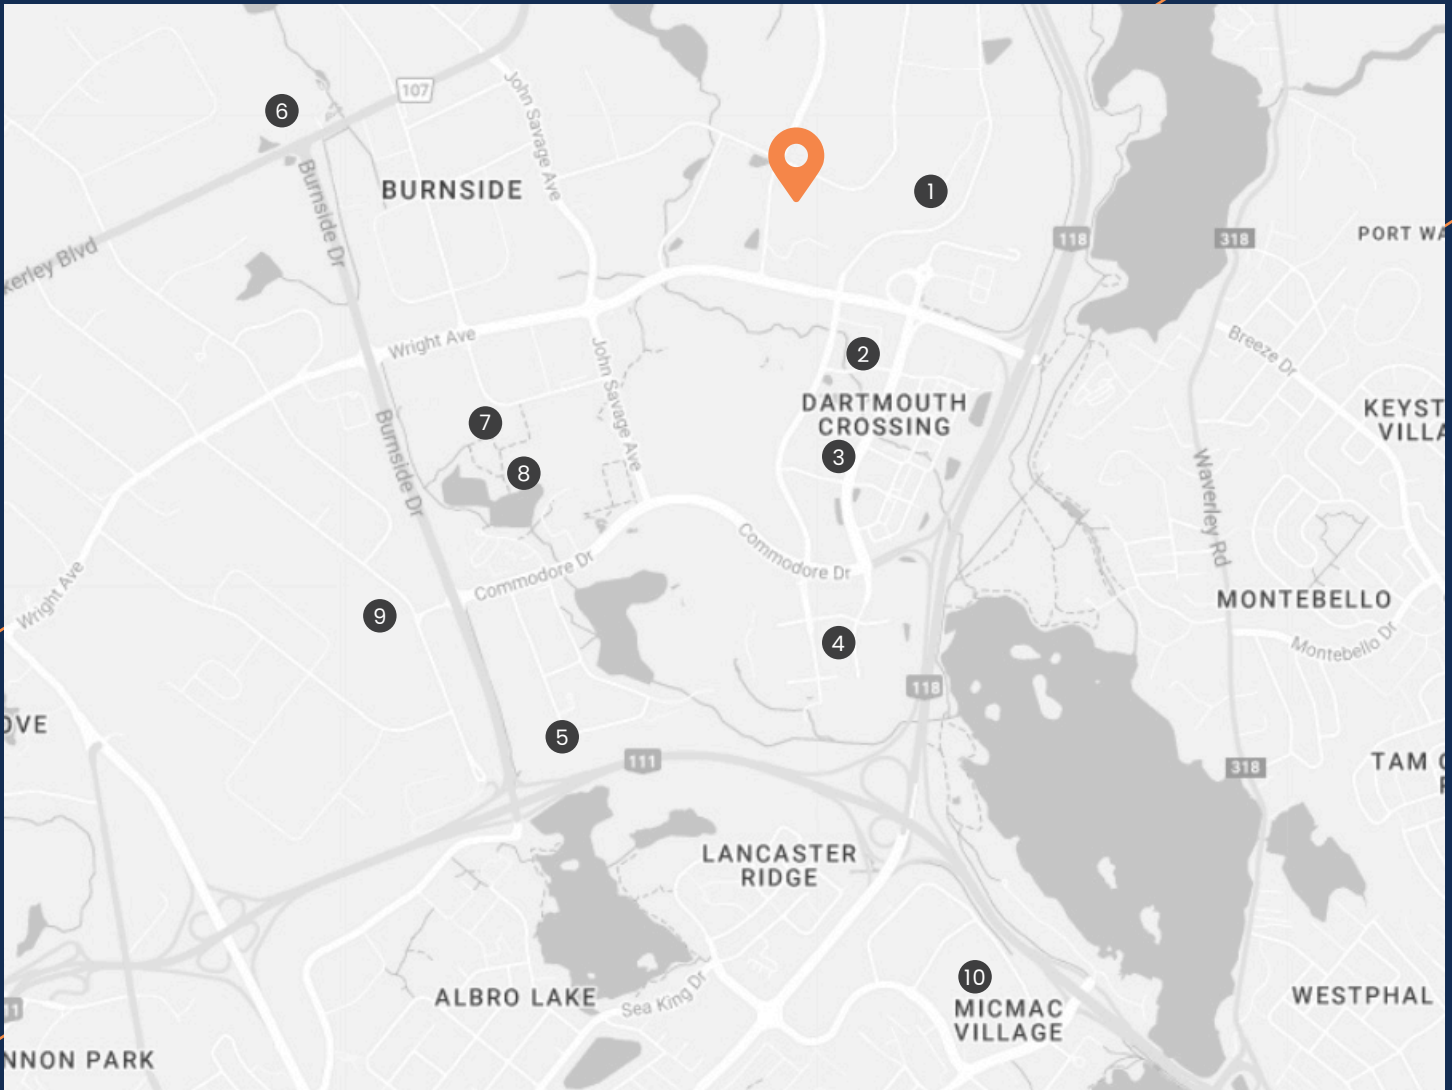 107
6
John Savage Ave
BURNSIDE
1
Burnside Dr
118
318
PORT WA
kerley Blvd
Wright Ave
2
Breeze Dr
John Savage Ave
DARTMOUTH
CROSSING
KEYST
VILLA
7
Burnside Dr
3
8
Waverley Rd
Commodore Dr
Commodore Dr
Wright Ave
MONTEBELLO
9
4
Montebello Dr
118
OVE
5
111
318
TAM
LANCASTER
RIDGE
10
ALBRO LAKE
Sea King Dr
MICMAC
VILLAGE
WESTPHAL
NNON PARK